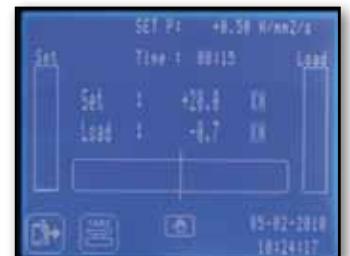 SET P: +0.50 N/mm2/s
Set Time : 00:15 Load
Set : +20.0 KN
Load : -0.7 KN
05-02-2010
10:24:17